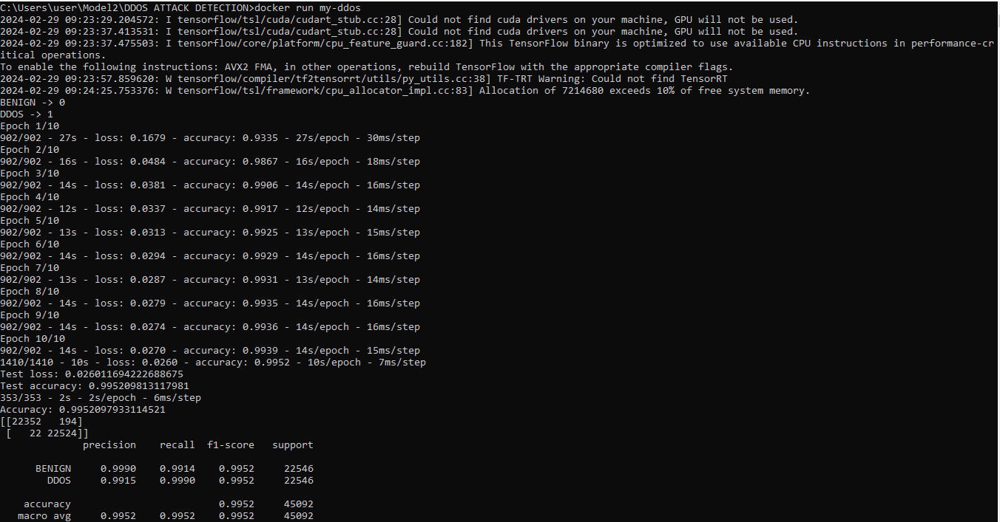 C:\Users\user\Model2\DDOS ATTACK DETECTION>docker run my-ddos
2024-02-29 09:23:29.204572: I tensorflow/tsl/cuda/cudart_stub.cc:28] Could not find cuda drivers on your machine, GPU will not be used.
2024-02-29 09:23:37.413531: I tensorflow/tsl/cuda/cudart_stub.cc:28] Could not find cuda drivers on your machine, GPU will not be used.
2024-02-29 09:23:37.475503: I tensorflow/core/platform/cpu_feature_guard.cc:182] This TensorFlow binary is optimized to use available CPU instructions in performance-cr
itical operations.
To enable the following instructions: AVX2 FMA, in other operations, rebuild TensorFlow with the appropriate compiler flags.
2024-02-29 09:23:57.859620: W tensorflow/compiler/tf2tensorrt/utils/py_utils.cc:38] TF-TRT Warning: Could not find TensorRT
2024-02-29 09:24:25.753376: W tensorflow/tsl/framework/cpu_allocator_impl.cc:83] Allocation of 7214680 exceeds 10% of free system memory.
BENIGN -> 0
DDOS -> 1
Epoch 1/10
902/902 - 27s - loss: 0.1679 - accuracy: 0.9335 - 27s/epoch - 30ms/step
Epoch 2/10
902/902 - 16s - loss: 0.0484 - accuracy: 0.9867 - 16s/epoch - 18ms/step
Epoch 3/10
902/902 - 14s - loss: 0.0381 - accuracy: 0.9906 - 14s/epoch - 16ms/step
Epoch 4/10
902/902 - 12s - loss: 0.0337 - accuracy: 0.9917 - 12s/epoch - 14ms/step
Epoch 5/10
902/902 - 13s - loss: 0.0313 - accuracy: 0.9925 - 13s/epoch - 15ms/step
Epoch 6/10
902/902 - 14s - loss: 0.0294 - accuracy: 0.9929 - 14s/epoch - 16ms/step
Epoch 7/10
902/902 - 13s - loss: 0.0287 - accuracy: 0.9931 - 13s/epoch - 14ms/step
Epoch 8/10
902/902 - 14s - loss: 0.0279 - accuracy: 0.9935 - 14s/epoch - 16ms/step
Epoch 9/10
902/902 - 14s - loss: 0.0274 - accuracy: 0.9936 - 14s/epoch - 16ms/step
Epoch 10/10
902/902 - 14s - loss: 0.0270 - accuracy: 0.9939 - 14s/epoch - 15ms/step
1410/1410 - 10s - loss: 0.0260 - accuracy: 0.9952 - 10s/epoch - 7ms/step
Test loss: 0.026011694222688675
Test accuracy: 0.995209813117981
353/353 - 2s - 2s/epoch - 6ms/step
Accuracy: 0.9952097933114521
[[22352   194]
 [   22 22524]]
              precision    recall  f1-score   support
      BENIGN     0.9990    0.9914    0.9952     22546
        DDOS     0.9915    0.9990    0.9952     22546
    accuracy                         0.9952     45092
   macro avg     0.9952    0.9952    0.9952     45092